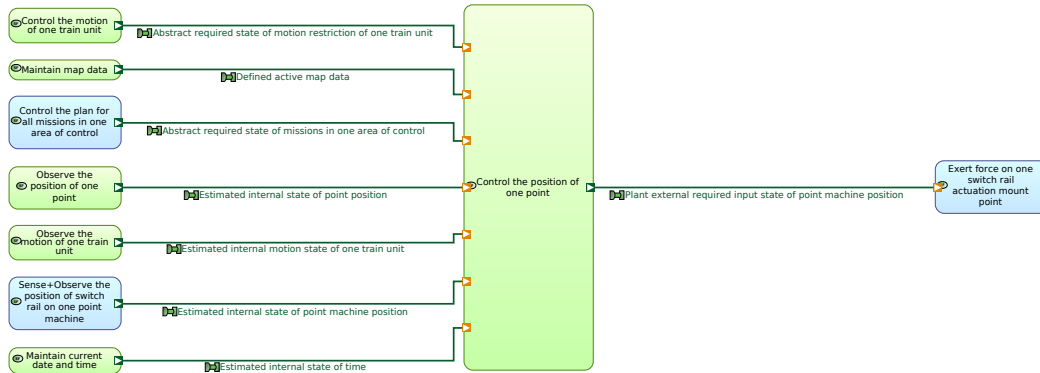 Control the motion
of one train unit
Abstract required state of motion restriction of one train unit
Maintain map data
Defined active map data
Control the plan for
all missions in one
area of control
Abstract required state of missions in one area of control
Observe the
position of one
point
Estimated internal state of point position
Control the position of
one point
Plant external required input state of point machine position
Exert force on one
switch rail
actuation mount
point
Observe the
motion of one train
unit
Estimated internal motion state of one train unit
Sense+Observe the
position of switch
rail on one point
machine
Estimated internal state of point machine position
Maintain current
date and time
Estimated internal state of time